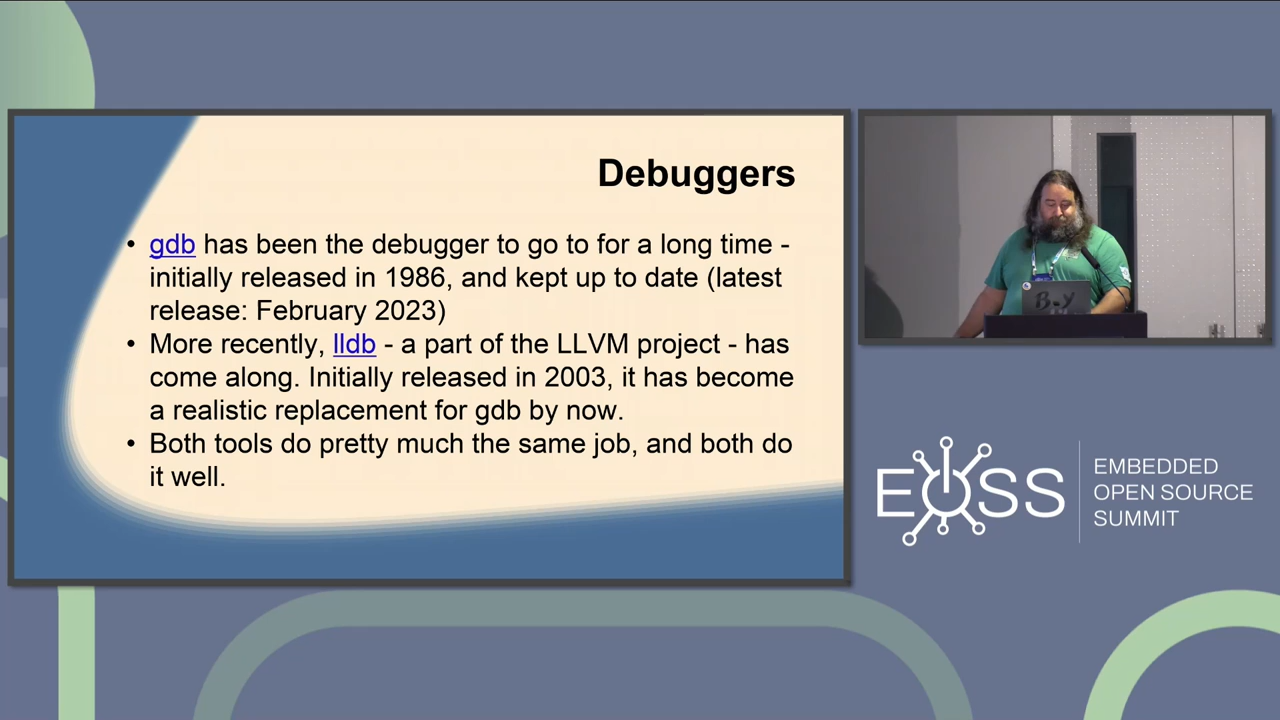 Debuggers
• gdb has been the debugger to go to for a long time -
initially released in 1986, and kept up to date (latest
release: February 2023)
• More recently, lldb - a part of the LLVM project - has
come along. Initially released in 2003, it has become
a realistic replacement for gdb by now.
• Both tools do pretty much the same job, and both do
it well.
EOSS
EMBEDDED
OPEN SOURCE
SUMMIT